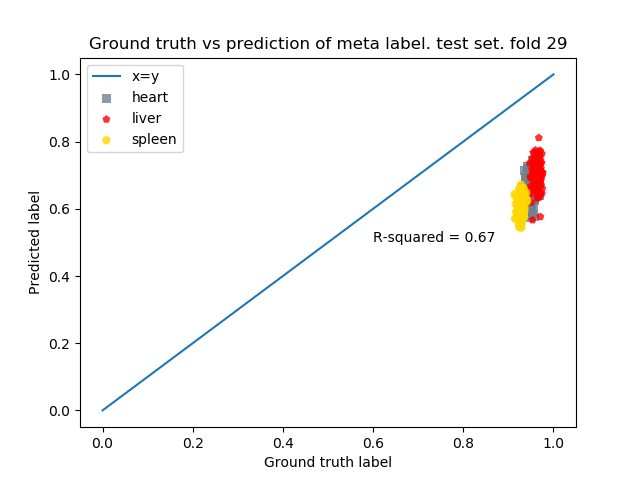 Ground truth vs prediction of meta label. test set. fold 29
x=y
heart
liver
spleen
R-squared = 0.67
Predicted label
1.0
0.8
0.6
0.4
0.2
0.0
0.0 0.2 0.4 0.6 0.8 1.0
Ground truth label